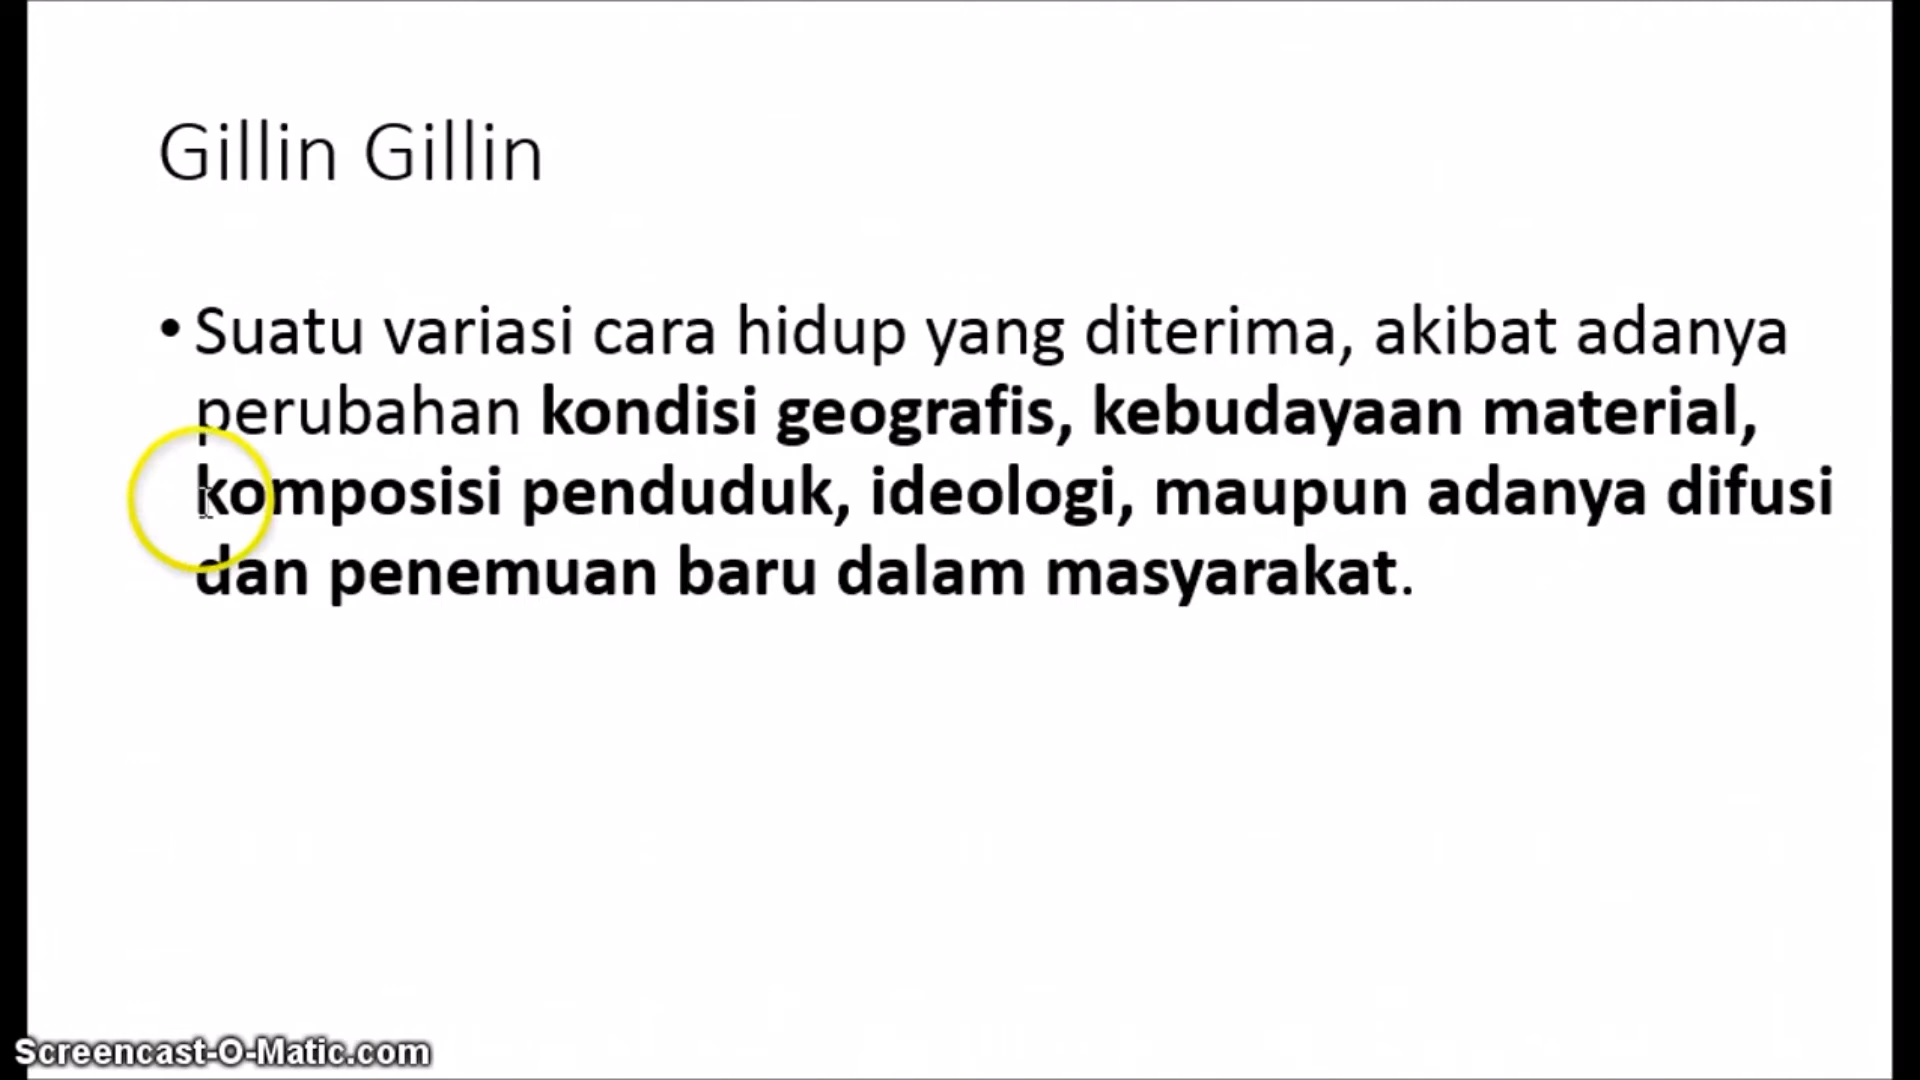 Gillin Gillin
• Suatu variasi cara hidup yang diterima, akibat adanya
perubahan kondisi geografis, kebudayaan material,
komposisi penduduk, ideologi, maupun adanya difusi
dan penemuan baru dalam masyarakat.
Screencast-O-Matic.com